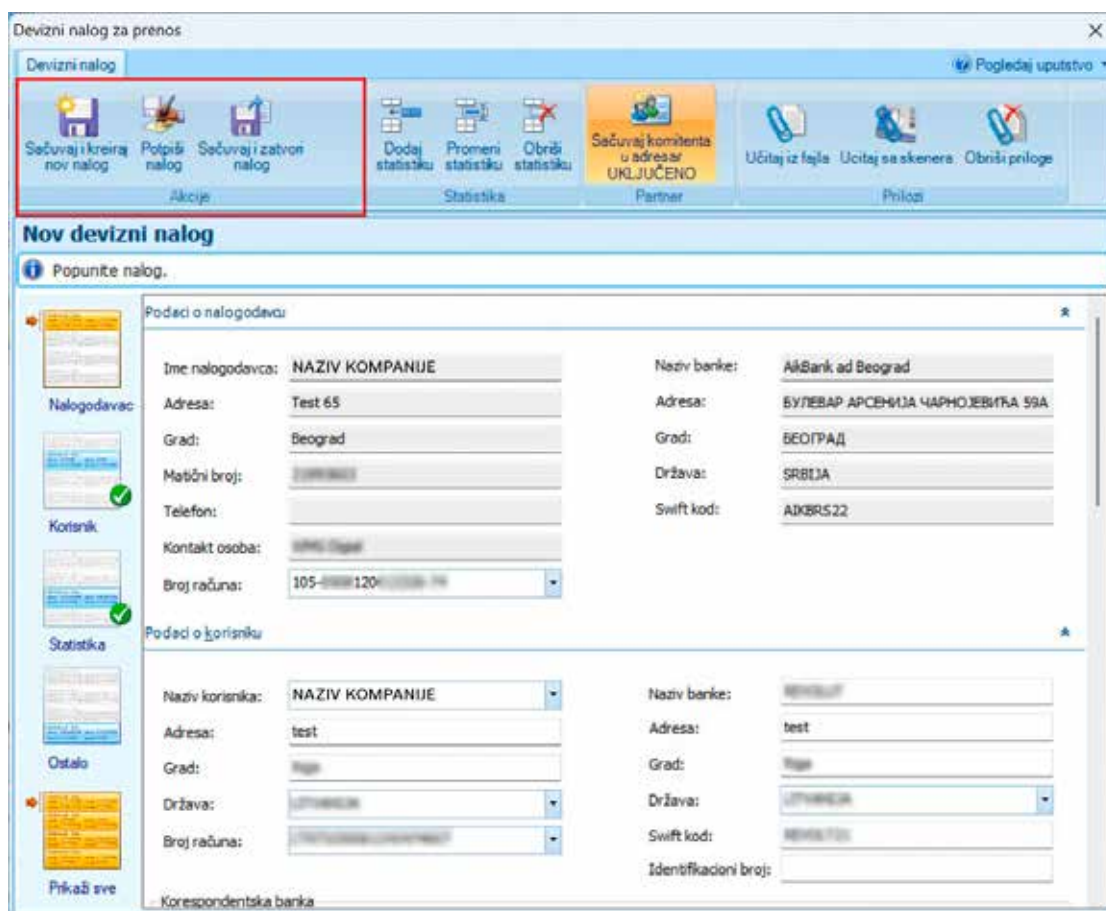 Devizni nalog za prenos
Devizni nalog
Pogledaj uputstvo
Sačuvaj i kreiraj nov nalog
Potpiši nalog
Sačuvaj i zatvori nalog
Akcije
Dodaj statistiku
Promeni statistiku
Obriši statistiku
Statistika
Sačuvaj komitenta u adresar UKLJUČENO
Partner
Učitaj iz fajla
Ucitaj sa skenera
Obriši priloge
Prilozi
Nov devizni nalog
Popunite nalog.
Nalogodavac
Korisnik
Statistika
Ostalo
Prikaži sve
Podaci o nalogodavcu
Ime nalogodavca: NAZIV KOMPANIJE
Adresa: Test 65
Grad: Beograd
Matični broj:
Telefon:
Kontakt osoba:
Broj računa: 105- 120
Naziv banke: AikBank ad Beograd
Adresa: БУЛЕВАР АРСЕНИЈА ЧАРНОЈЕВИЋА 59А
Grad: БЕОГРАД
Država: SRBIJA
Swift kod: AIKBRS22
Podaci o korisniku
Naziv korisnika: NAZIV KOMPANIJE
Adresa: test
Grad:
Država:
Broj računa:
Naziv banke:
Adresa: test
Grad:
Država:
Swift kod:
Identifkacioni broj:
Korespondentska banka